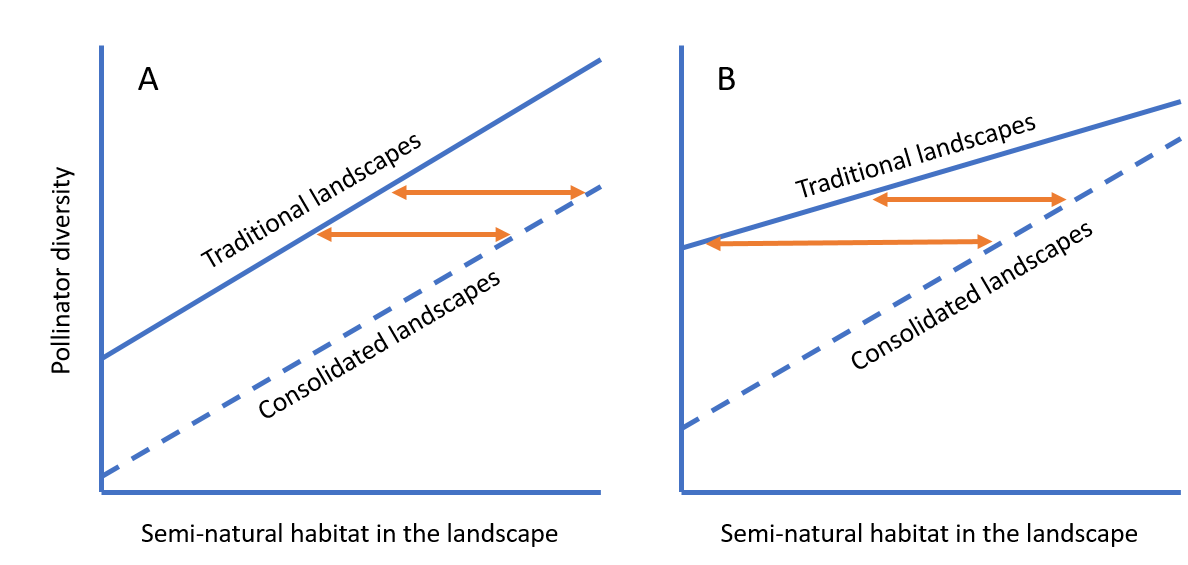 A
Traditional landscapes
Consolidated landscapes
Pollinator diversity
Semi-natural habitat in the landscape
B
Traditional landscapes
Consolidated landscapes
Semi-natural habitat in the landscape